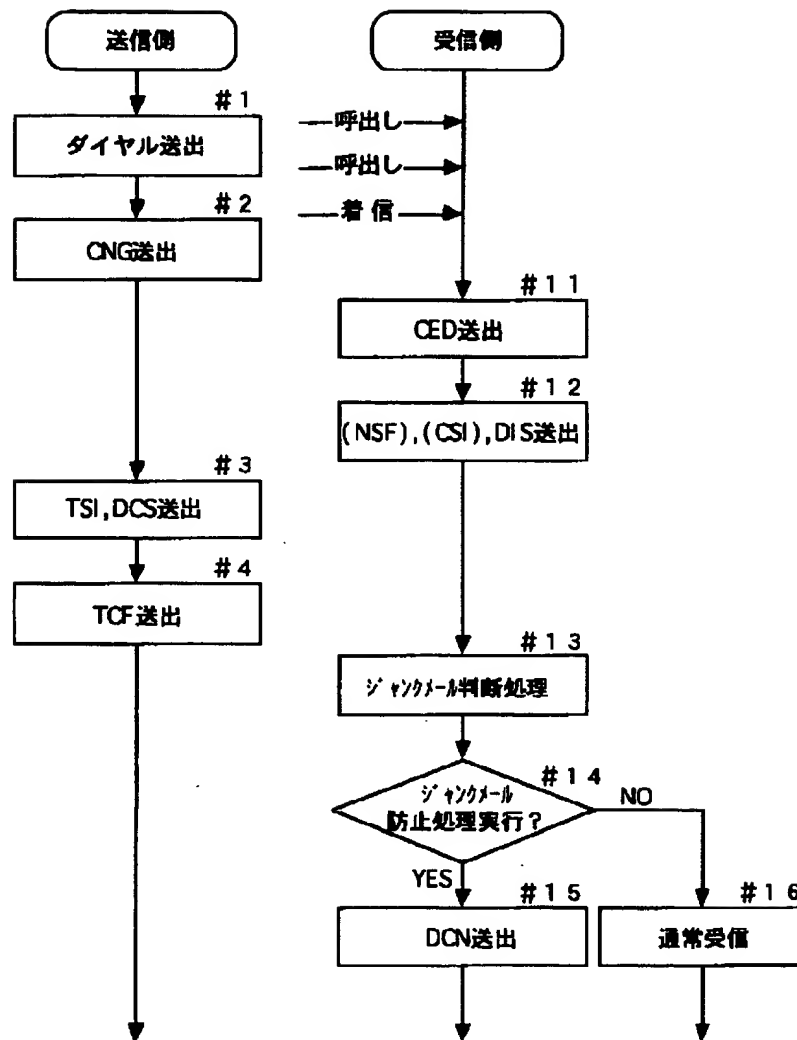 送信側
#1
ダイヤル送出
#2
CNG送出
#3
TSI,DCS送出
#4
TCF送出
受信側
呼出し
呼出し
着信
#11
CED送出
#12
(NSF),(CSI),DIS送出
#13
ジャンクメール判断処理
#14
ジャンクメール
防止処理実行?
NO
YES
#15
DCN送出
#16
通常受信